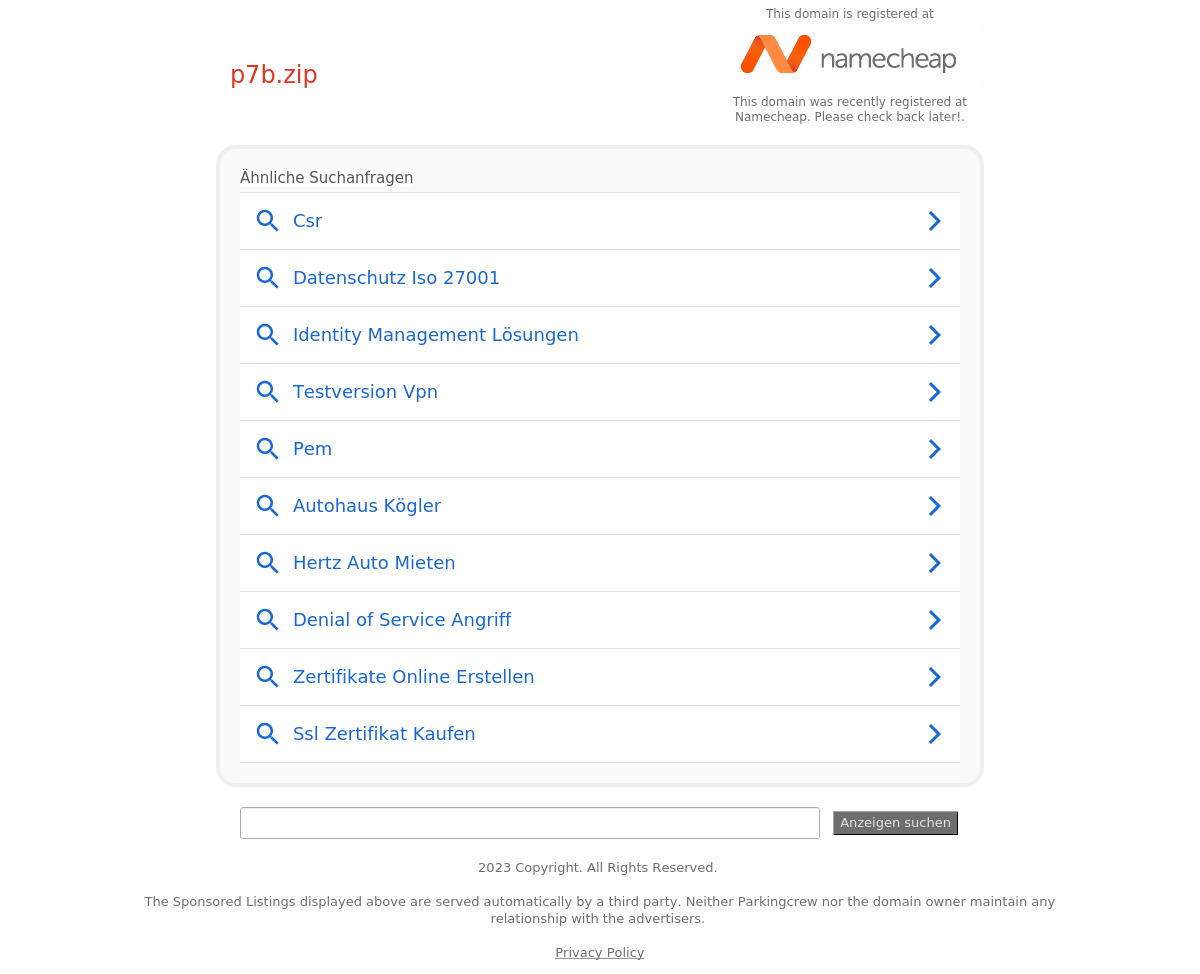 This domain is registered at
namecheap
p7b.zip
This domain was recently registered at
Namecheap. Please check back later!.
Ähnliche Suchanfragen
Csr
Datenschutz Iso 27001
Identity Management Lösungen
Testversion Vpn
Pem
Autohaus Kögler
Hertz Auto Mieten
Denial of Service Angriff
Zertifikate Online Erstellen
Ssl Zertifikat Kaufen
Anzeigen suchen
2023 Copyright. All Rights Reserved.
The Sponsored Listings displayed above are served automatically by a third party. Neither Parkingcrew nor the domain owner maintain any
relationship with the advertisers.
Privacy Policy